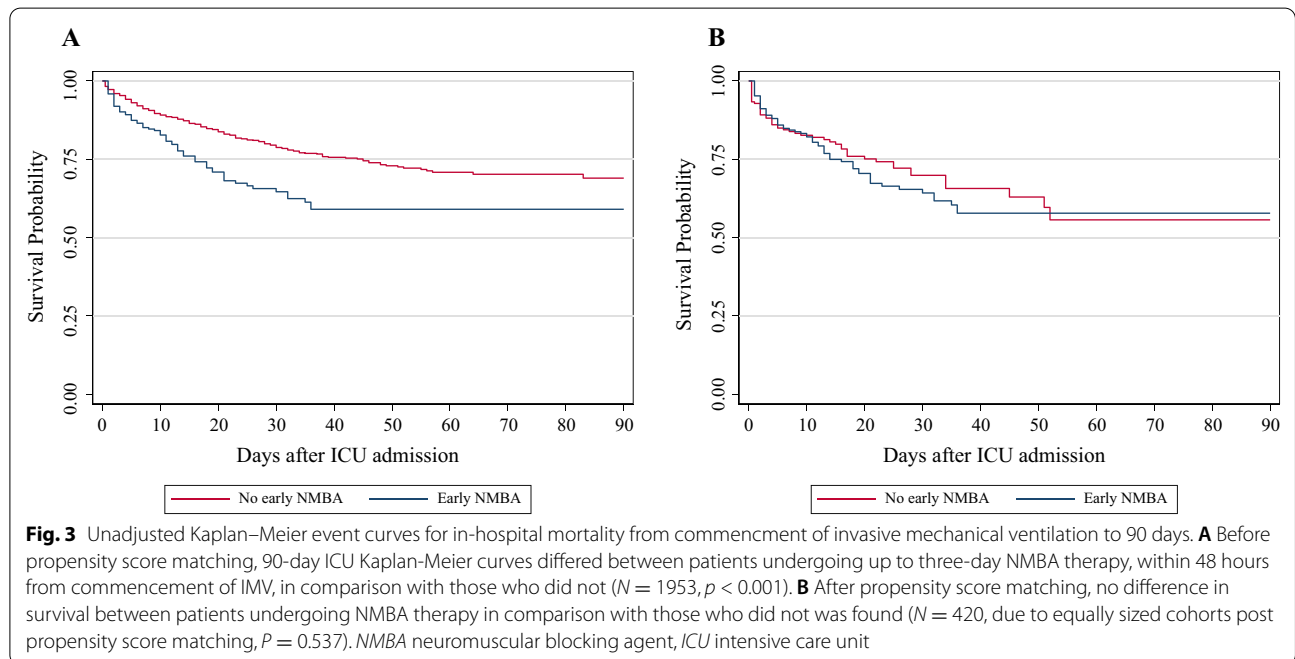 A
1.00
0.75
0.50
0.25
0.00
Survival Probability
0 10 20 30 40 50 60 70 80 90
Days after ICU admission
No early NMBA Early NMBA
B
1.00
0.75
0.50
0.25
0.00
Survival Probability
0 10 20 30 40 50 60 70 80 90
Days after ICU admission
No early NMBA Early NMBA
Fig. 3 Unadjusted Kaplan–Meier event curves for in-hospital mortality from commencment of invasive mechanical ventilation to 90 days. A Before
propensity score matching, 90-day ICU Kaplan-Meier curves differed between patients undergoing up to three-day NMBA therapy, within 48 hours
from commencement of IMV, in comparison with those who did not (N = 1953, p < 0.001). B After propensity score matching, no difference in
survival between patients undergoing NMBA therapy in comparison with those who did not was found (N = 420, due to equally sized cohorts post
propensity score matching, P = 0.537). NMBA neuromuscular blocking agent, ICU intensive care unit